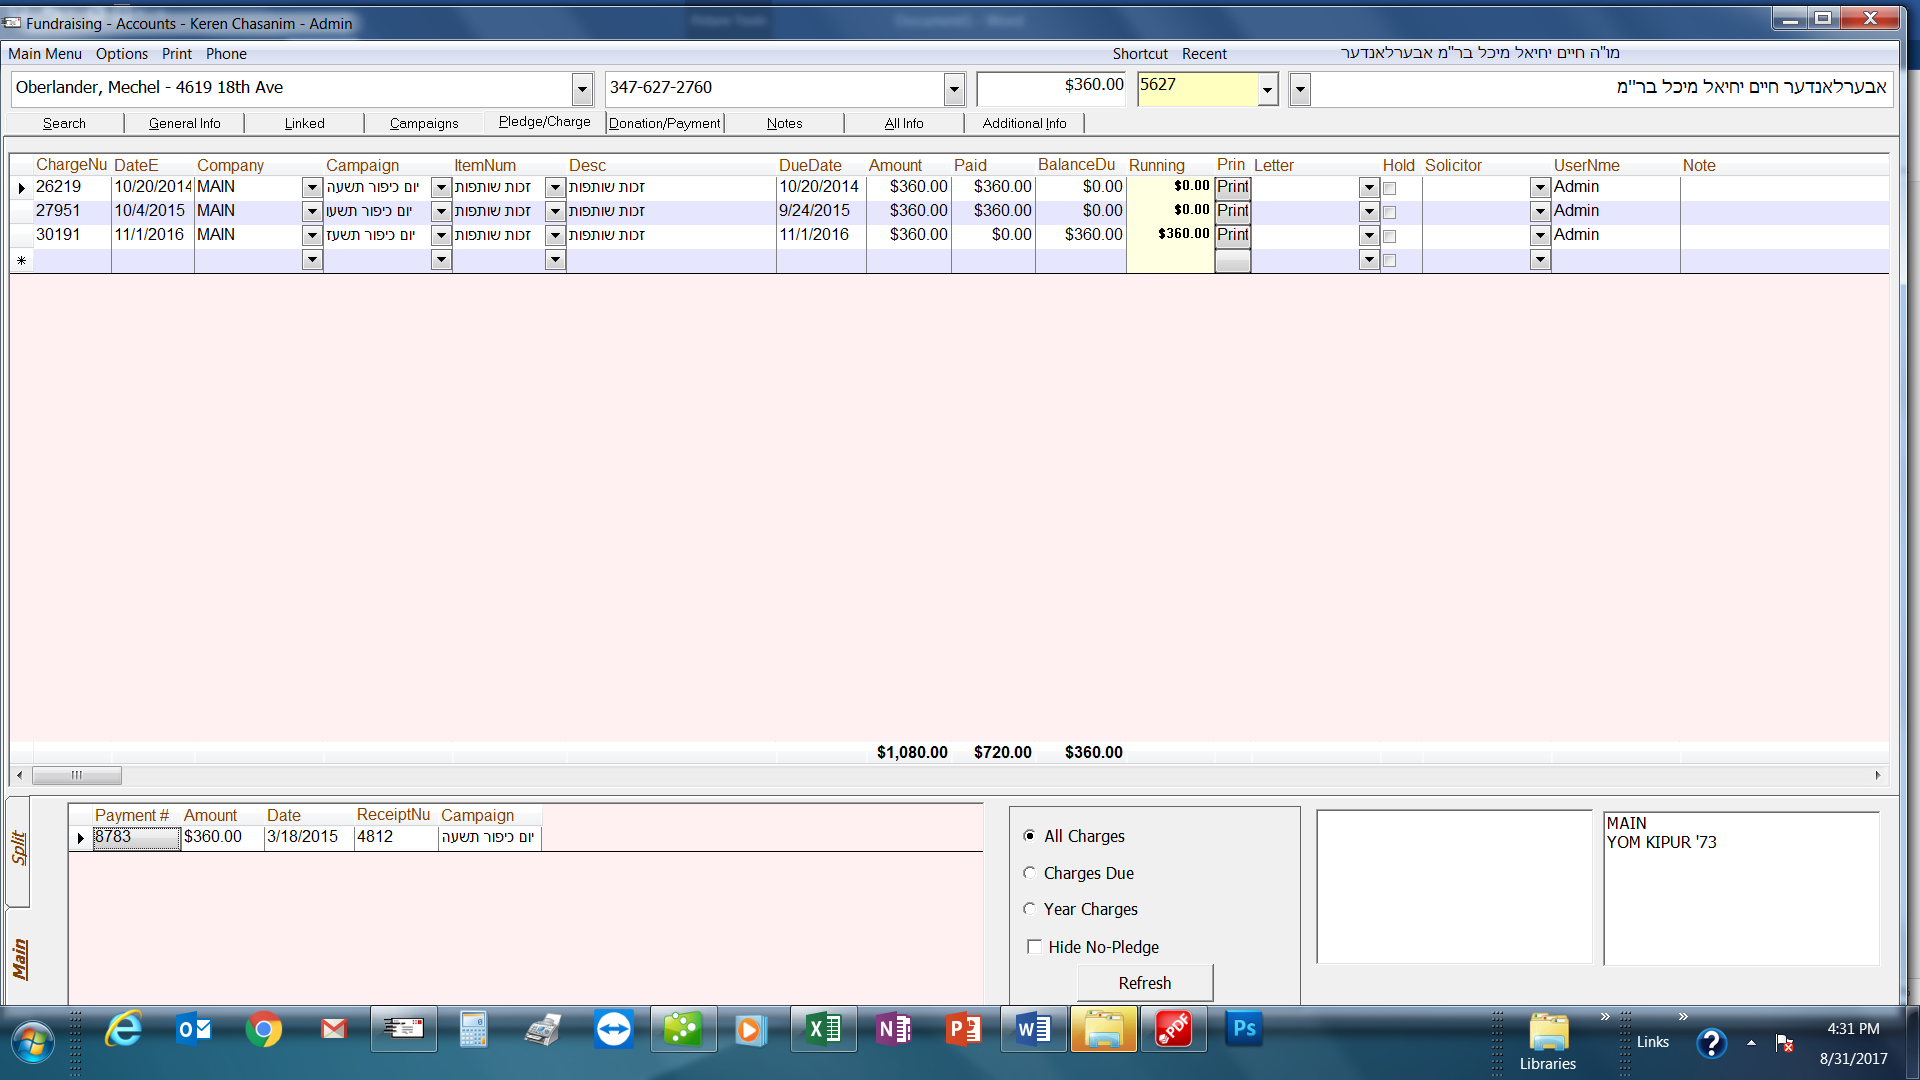 Fundraising - Accounts - Keren Chasanim - Admin
Main Menu Options Print Phone Shortcut Recent מו"ה חיים יחיאל מיכל בר"מ אבערלאנדער
Oberlander, Mechel - 4619 18th Ave 347-627-2760 $360.00 5627 אבערלאנדער חיים יחיאל מיכל בר"מ
Search General Info Linked Campaigns Pledge/Charge Donation/Payment Notes All Info Additional Info
ChargeNu DateE Company Campaign ItemNum Desc DueDate Amount Paid BalanceDu Running Prin Letter Hold Solicitor UserNme Note
26219 10/20/2014 MAIN יום כיפור תשעה זכות שותפות זכות שותפות 10/20/2014 $360.00 $360.00 $0.00 $0.00 Print Admin
27951 10/4/2015 MAIN יום כיפור תשעו זכות שותפות זכות שותפות 9/24/2015 $360.00 $360.00 $0.00 $0.00 Print Admin
30191 11/1/2016 MAIN יום כיפור תשעז זכות שותפות זכות שותפות 11/1/2016 $360.00 $0.00 $360.00 $360.00 Print Admin
$1,080.00 $720.00 $360.00
Split
Main
Payment # Amount Date ReceiptNu Campaign
8783 $360.00 3/18/2015 4812 יום כיפור תשעה
All Charges
Charges Due
Year Charges
Hide No-Pledge
Refresh
MAIN
YOM KIPUR '73
Libraries
Links
4:31 PM
8/31/2017